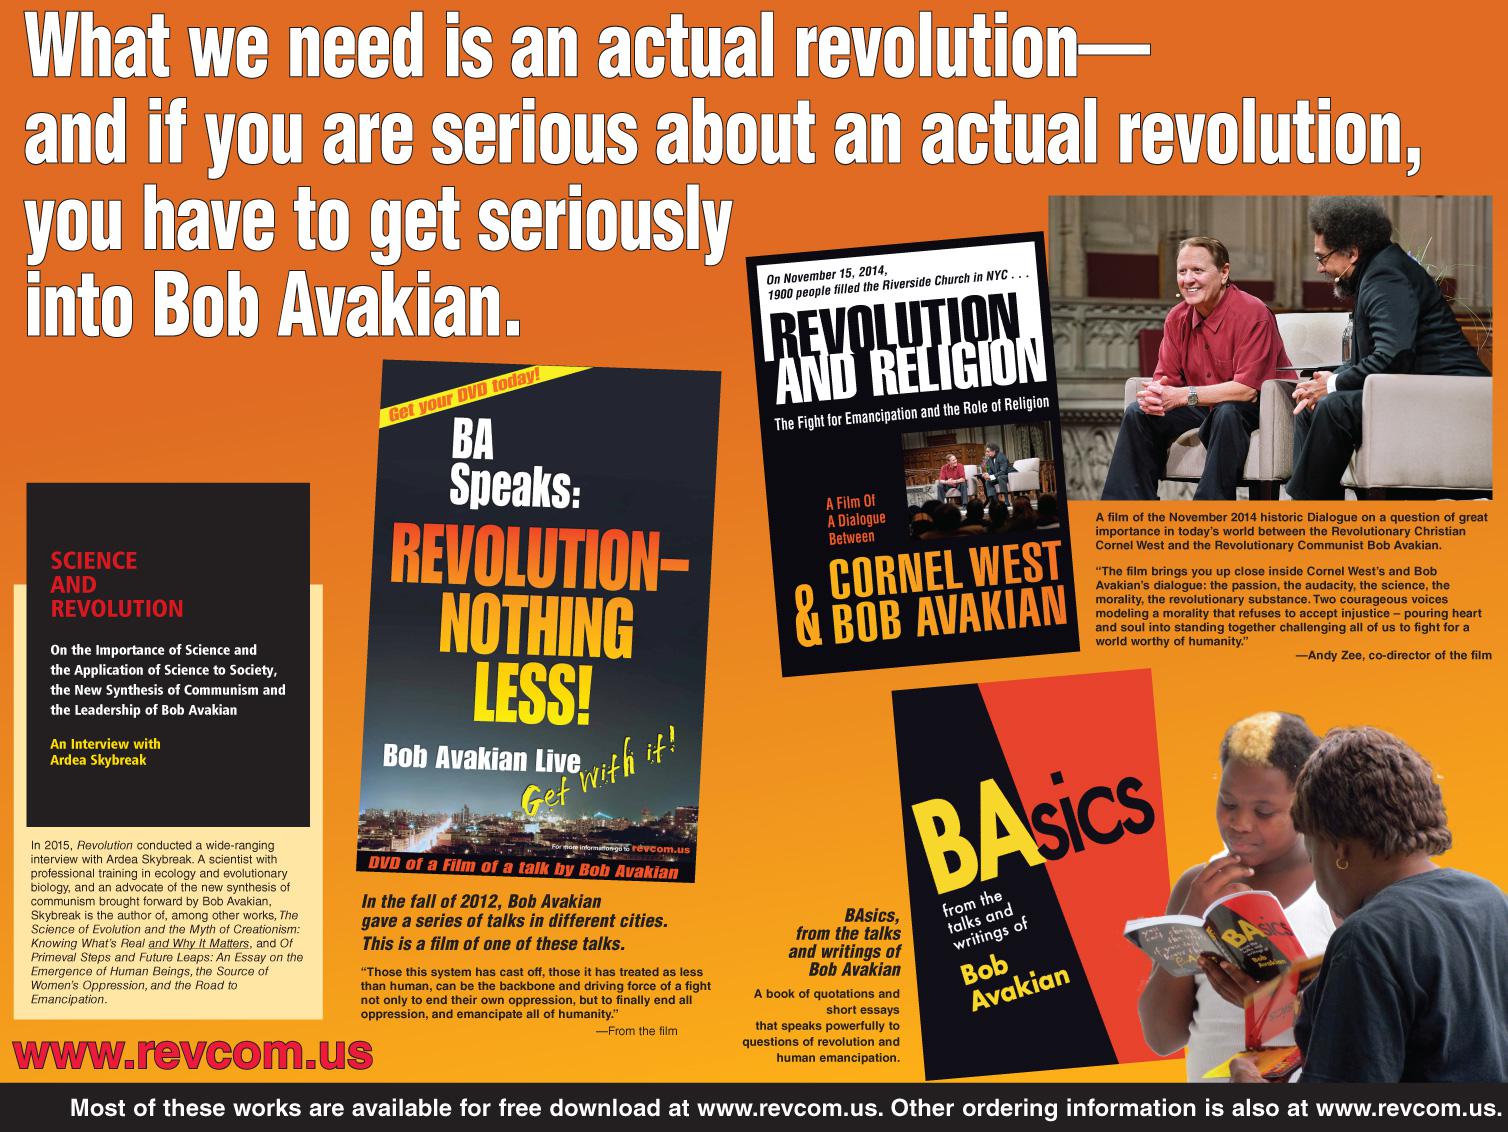 What we need is an actual revolution—
and if you are serious about an actual revolution,
you have to get seriously
into Bob Avakian.
SCIENCE
AND
REVOLUTION
On the Importance of Science and
the Application of Science to Society,
the New Synthesis of Communism and
the Leadership of Bob Avakian
An Interview with
Ardea Skybreak
In 2015, Revolution conducted a wide-ranging
interview with Ardea Skybreak. A scientist with
professional training in ecology and evolutionary
biology, and an advocate of the new synthesis of
communism brought forward by Bob Avakian,
Skybreak is the author of, among other works, The
Science of Evolution and the Myth of Creationism:
Knowing What's Real and Why It Matters, and Of
Primeval Steps and Future Leaps: An Essay on the
Emergence of Human Beings, the Source of
Women's Oppression, and the Road to
Emancipation.
www.revcom.us
Get your DVD today!
BA
Speaks:
REVOLUTION–
NOTHING
LESS!
Bob Avakian Live
Get with it!
For more information go to revcom.us
DVD of a Film of a talk by Bob Avakian
In the fall of 2012, Bob Avakian
gave a series of talks in different cities.
This is a film of one of these talks.
“Those this system has cast off, those it has treated as less
than human, can be the backbone and driving force of a fight
not only to end their own oppression, but to finally end all
oppression, and emancipate all of humanity.”
—From the film
On November 15, 2014,
1900 people filled the Riverside Church in NYC . . .
REVOLUTION
AND RELIGION
The Fight for Emancipation and the Role of Religion
A Film Of
A Dialogue
Between
CORNEL WEST
& BOB AVAKIAN
A film of the November 2014 historic Dialogue on a question of great
importance in today's world between the Revolutionary Christian
Cornel West and the Revolutionary Communist Bob Avakian.
“The film brings you up close inside Cornel West's and Bob
Avakian's dialogue: the passion, the audacity, the science, the
morality, the revolutionary substance. Two courageous voices
modeling a morality that refuses to accept injustice – pouring heart
and soul into standing together challenging all of us to fight for a
world worthy of humanity.”
—Andy Zee, co-director of the film
BAsics,
from the talks
and writings of
Bob Avakian
A book of quotations and
short essays
that speaks powerfully to
questions of revolution and
human emancipation.
BAsics
from the
talks and
writings of
Bob
Avakian
BAsics
Bob
Avakian
Most of these works are available for free download at www.revcom.us. Other ordering information is also at www.revcom.us.